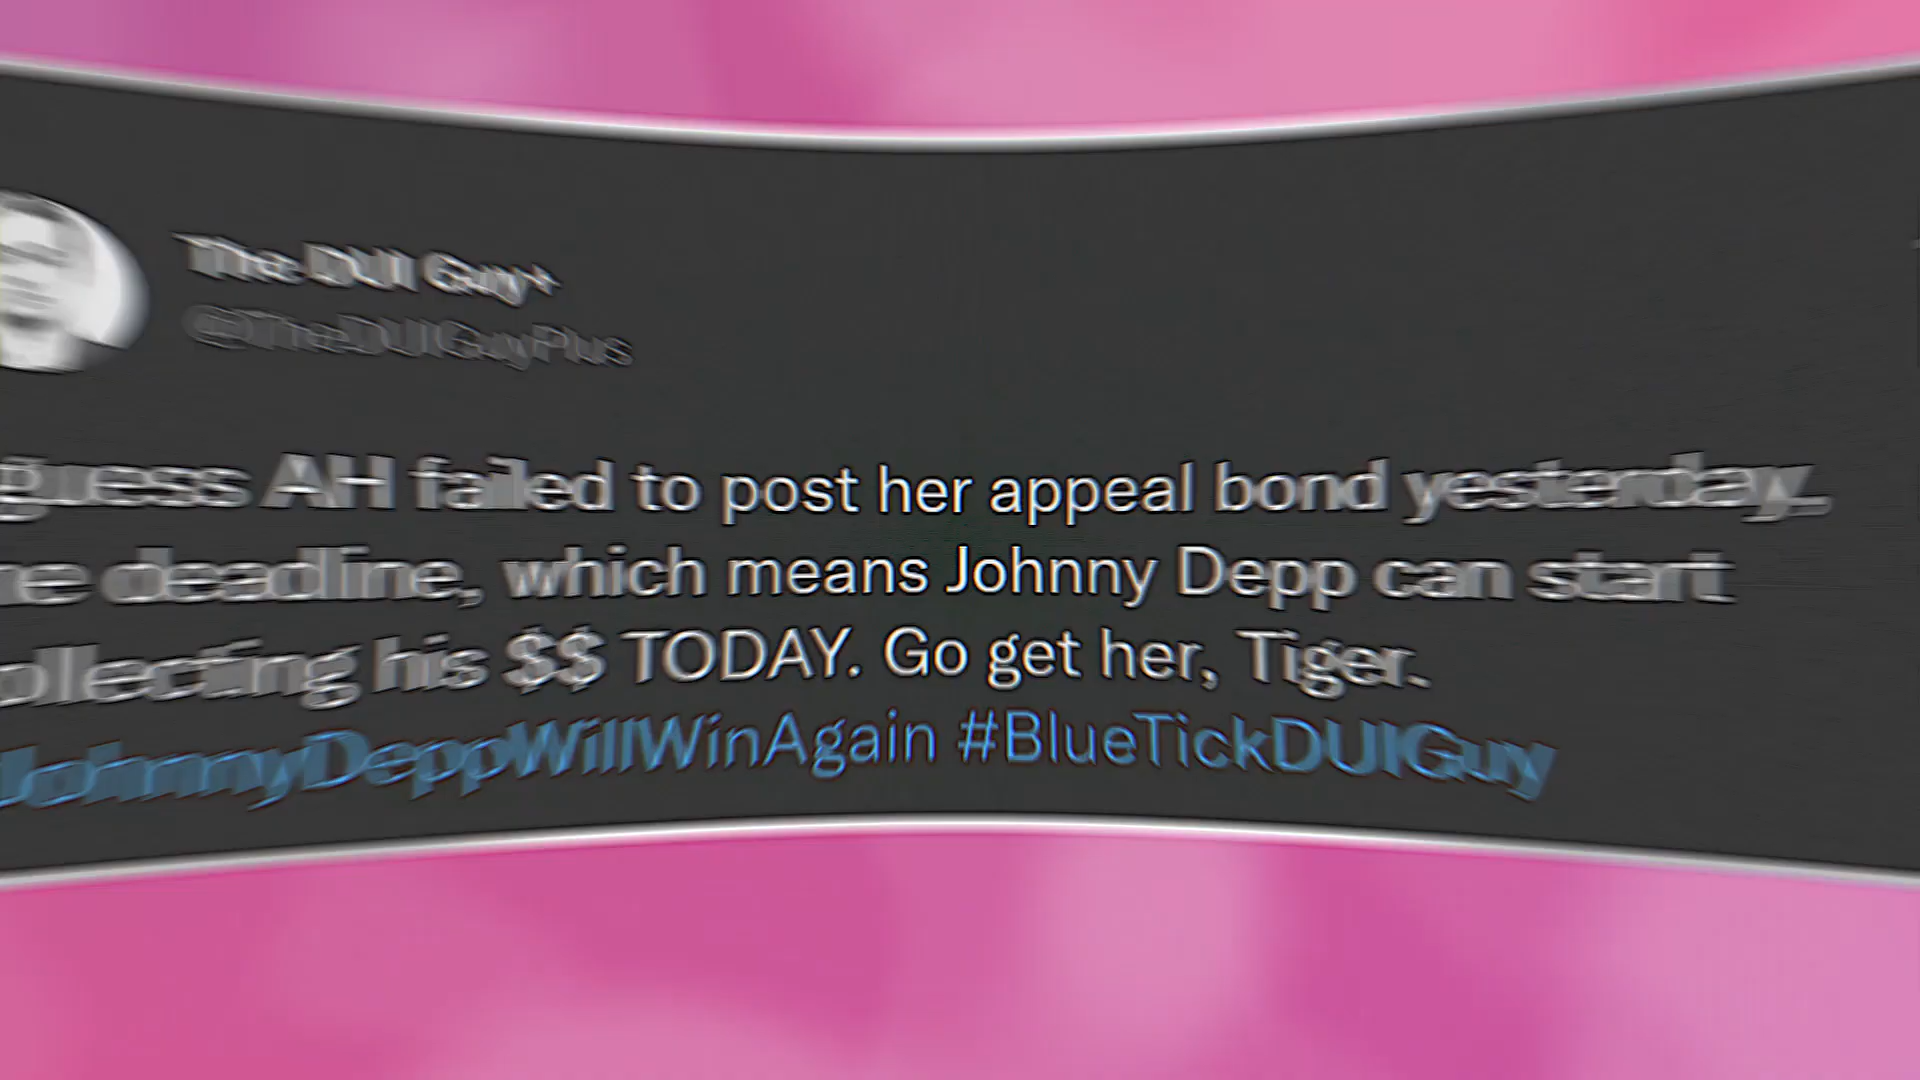 The DUI Guy+
@TheDUIGuyPlus
guess AH failed to post her appeal bond yesterday,
deadline, which means Johnny Depp can start
ollecting his $$ TODAY. Go get her, Tiger.
JohnnyDeppWillWinAgain #BlueTickDUIGuy